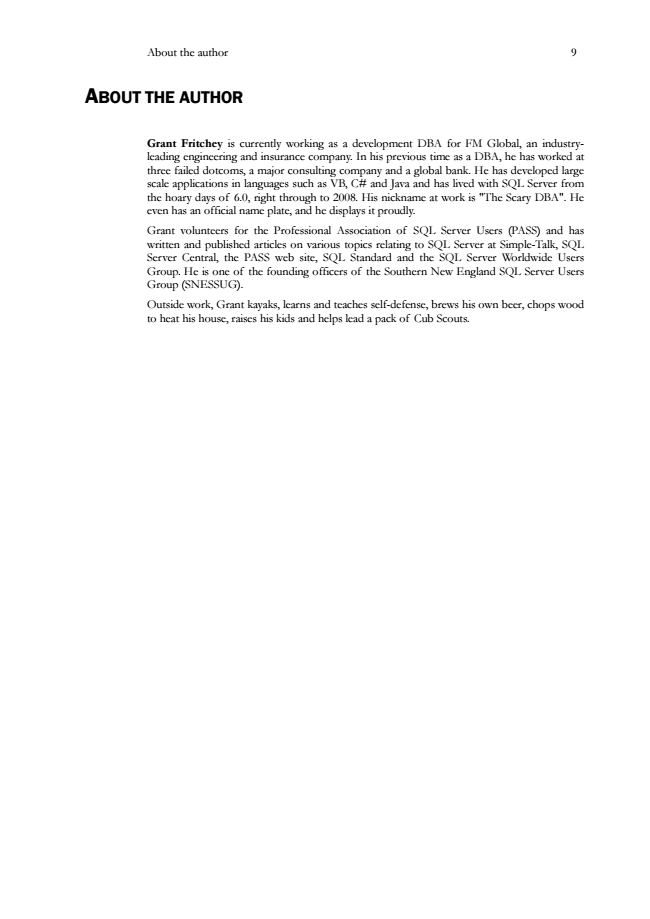 About the author 9
ABOUT THE AUTHOR
Grant Fritchey is currently working as a development DBA for FM Global, an industry-
leading engineering and insurance company. In his previous time as a DBA, he has worked at
three failed dotcoms, a major consulting company and a global bank. He has developed large
scale applications in languages such as VB, C# and Java and has lived with SQL Server from
the hoary days of 6.0, right through to 2008. His nickname at work is "The Scary DBA". He
even has an official name plate, and he displays it proudly.
Grant volunteers for the Professional Association of SQL Server Users (PASS) and has
written and published articles on various topics relating to SQL Server at Simple-Talk, SQL
Server Central, the PASS web site, SQL Standard and the SQL Server Worldwide Users
Group. He is one of the founding officers of the Southern New England SQL Server Users
Group (SNESSUG).
Outside work, Grant kayaks, learns and teaches self-defense, brews his own beer, chops wood
to heat his house, raises his kids and helps lead a pack of Cub Scouts.